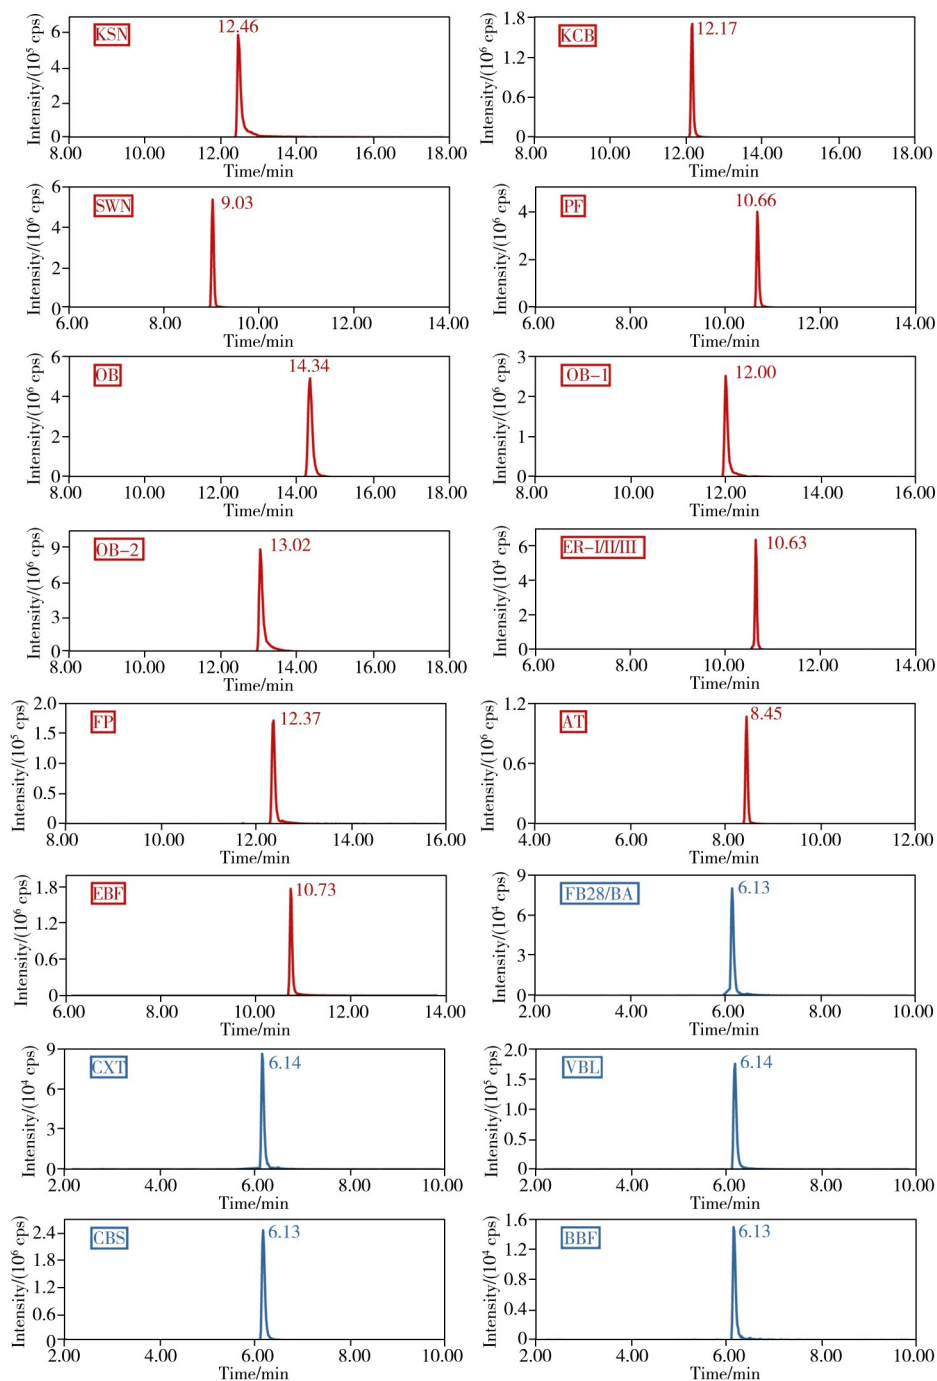 Intensity/(10⁵ cps)
KSN
12.46
6
4
2
0
8.00 10.00 12.00 14.00 16.00 18.00
Time/min
Intensity/(10⁶ cps)
KCB
12.17
1.8
1.2
0.6
0
8.00 10.00 12.00 14.00 16.00 18.00
Time/min
Intensity/(10⁶ cps)
SWN
9.03
6
4
2
0
6.00 8.00 10.00 12.00 14.00
Time/min
Intensity/(10⁶ cps)
PF
10.66
4
2
0
6.00 8.00 10.00 12.00 14.00
Time/min
Intensity/(10⁶ cps)
OB
14.34
6
4
2
0
8.00 10.00 12.00 14.00 16.00 18.00
Time/min
Intensity/(10⁶ cps)
OB-1
12.00
3
2
1
0
8.00 10.00 12.00 14.00 16.00
Time/min
Intensity/(10⁶ cps)
OB-2
13.02
9
6
3
0
8.00 10.00 12.00 14.00 16.00 18.00
Time/min
Intensity/(10⁴ cps)
ER-I/II/III
10.63
6
4
2
0
6.00 8.00 10.00 12.00 14.00
Time/min
Intensity/(10⁵ cps)
FP
12.37
2.0
1.5
1.0
0.5
0
8.00 10.00 12.00 14.00 16.00
Time/min
Intensity/(10⁶ cps)
AT
8.45
1.2
0.6
0
4.00 6.00 8.00 10.00 12.00
Time/min
Intensity/(10⁶ cps)
EBF
10.73
1.8
1.2
0.6
0
6.00 8.00 10.00 12.00 14.00
Time/min
Intensity/(10⁴ cps)
FB28/BA
6.13
9
6
3
0
2.00 4.00 6.00 8.00 10.00
Time/min
Intensity/(10⁴ cps)
CXT
6.14
9
6
3
0
2.00 4.00 6.00 8.00 10.00
Time/min
Intensity/(10⁵ cps)
VBL
6.14
2.0
1.5
1.0
0.5
0
2.00 4.00 6.00 8.00 10.00
Time/min
Intensity/(10⁶ cps)
CBS
6.13
2.4
1.8
1.2
0.6
0
2.00 4.00 6.00 8.00 10.00
Time/min
Intensity/(10⁴ cps)
BBF
6.13
1.6
1.2
0.8
0.4
0
2.00 4.00 6.00 8.00 10.00
Time/min